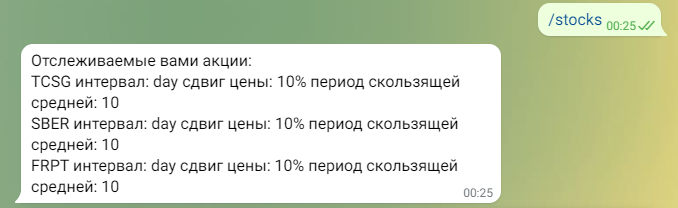 /stocks 00:25
Отслеживаемые вами акции:
TCSG интервал: day сдвиг цены: 10% период скользящей
средней: 10
SBER интервал: day сдвиг цены: 10% период скользящей
средней: 10
FRPT интервал: day сдвиг цены: 10% период скользящей
средней: 10
00:25